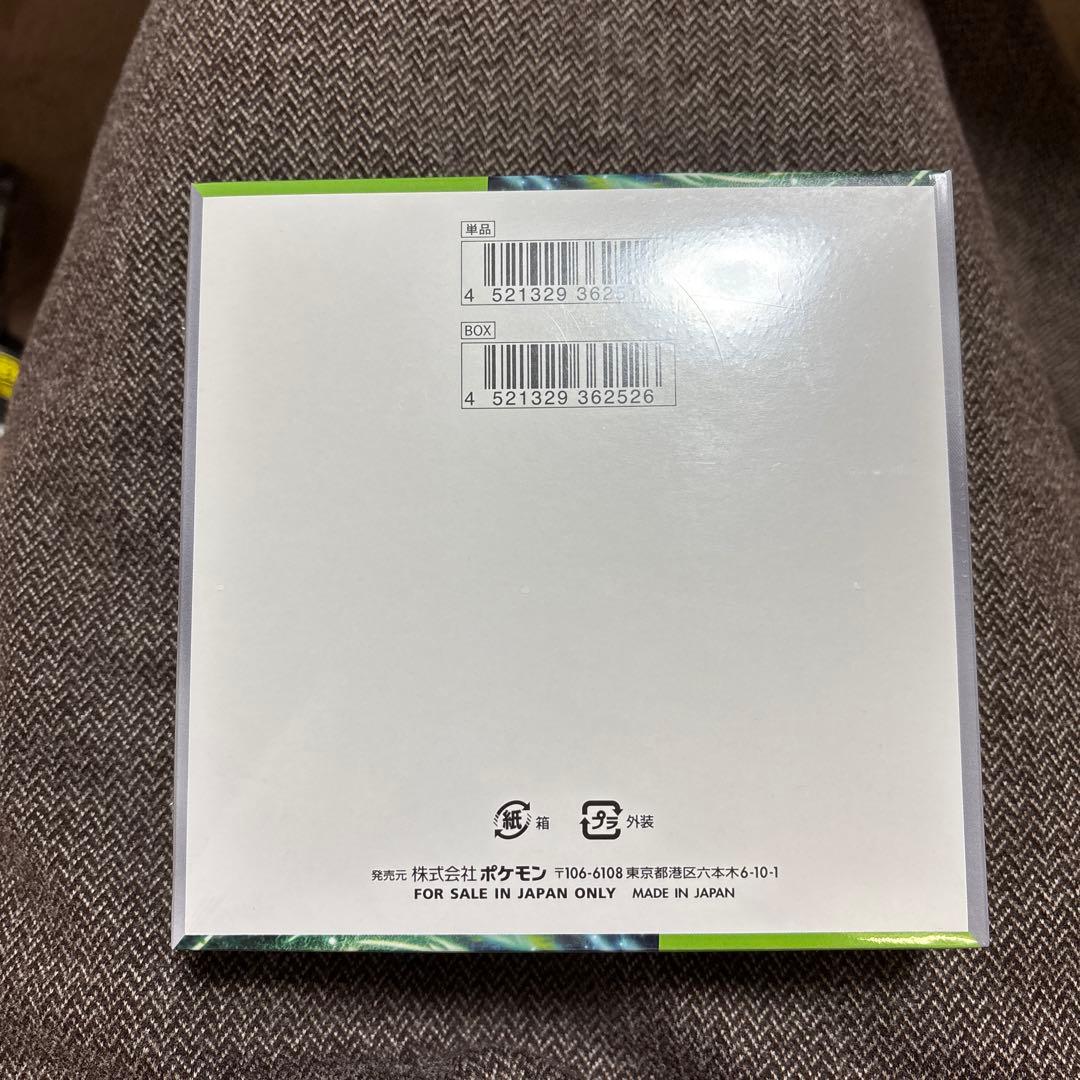 単品
4 521329 3625
BOX
4 521329 362526
紙 箱
プラ 外装
発売元 株式会社 ポケモン 〒106-6108 東京都港区六本木6-10-1
FOR SALE IN JAPAN ONLY MADE IN JAPAN